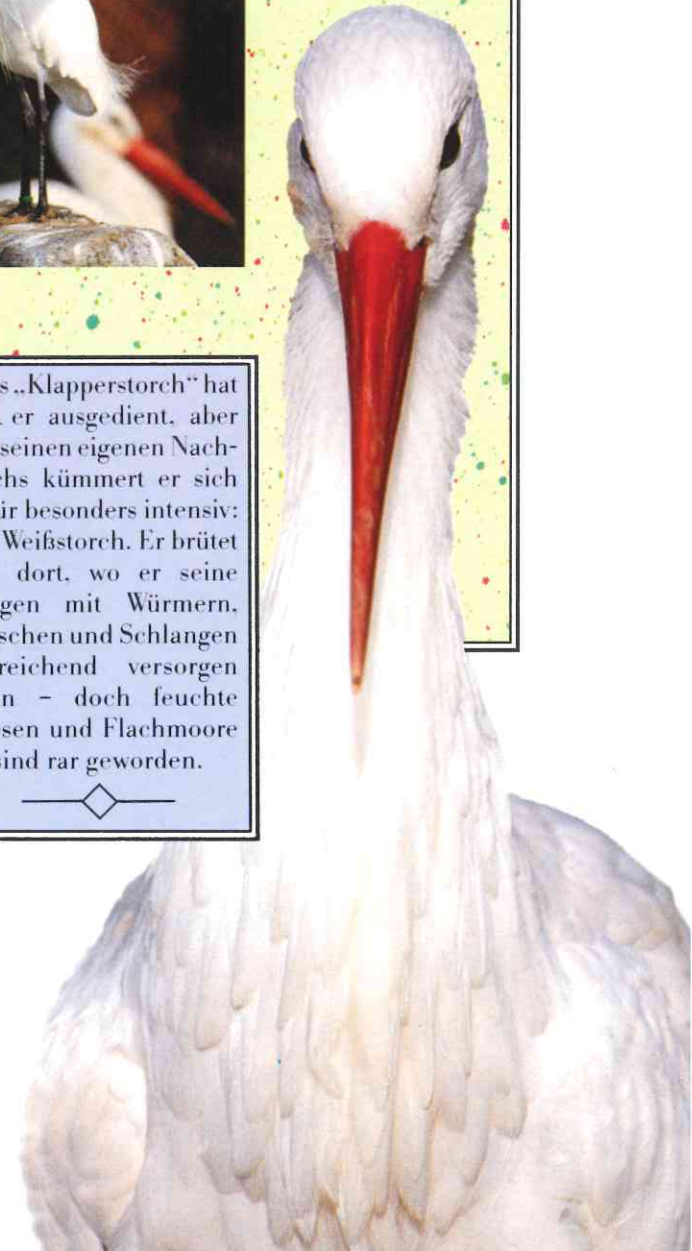 s „Klapperstorch“ hat
er ausgedient, aber
seinen eigenen Nach-
chs kümmert er sich
ir besonders intensiv:
Weißstorch. Er brütet
dort, wo er seine
gen mit Würmern,
schen und Schlangen
reichend versorgen
n – doch feuchte
sen und Flachmoore
sind rar geworden.